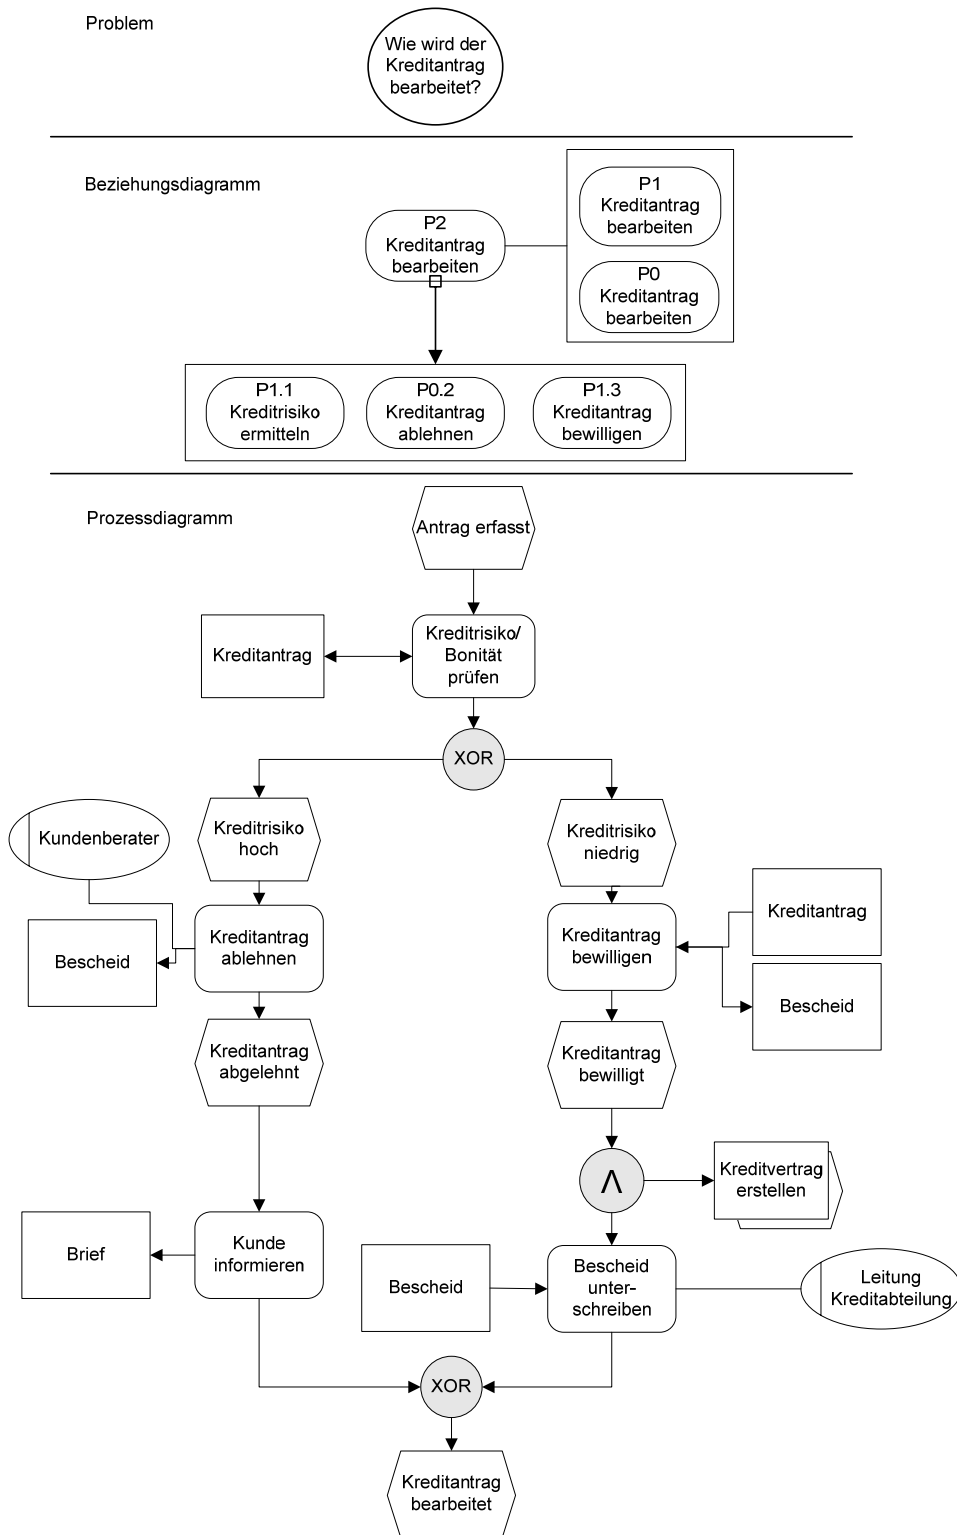 Problem
Wie wird der
Kreditantrag
bearbeitet?
Beziehungsdiagramm
P2
Kreditantrag
bearbeiten
P1
Kreditantrag
bearbeiten
P0
Kreditantrag
bearbeiten
P1.1
Kreditrisiko
ermitteln
P0.2
Kreditantrag
ablehnen
P1.3
Kreditantrag
bewilligen
Prozessdiagramm
Antrag erfasst
Kreditantrag
Kreditrisiko/
Bonität
prüfen
XOR
Kundenberater
Kreditrisiko
hoch
Kreditrisiko
niedrig
Bescheid
Kreditantrag
ablehnen
Kreditantrag
bewilligen
Kreditantrag
Bescheid
Kreditantrag
abgelehnt
Kreditantrag
bewilligt
Λ
Kreditvertrag
erstellen
Brief
Kunde
informieren
Bescheid
Bescheid
unter-
schreiben
Leitung
Kreditabteilung
XOR
Kreditantrag
bearbeitet